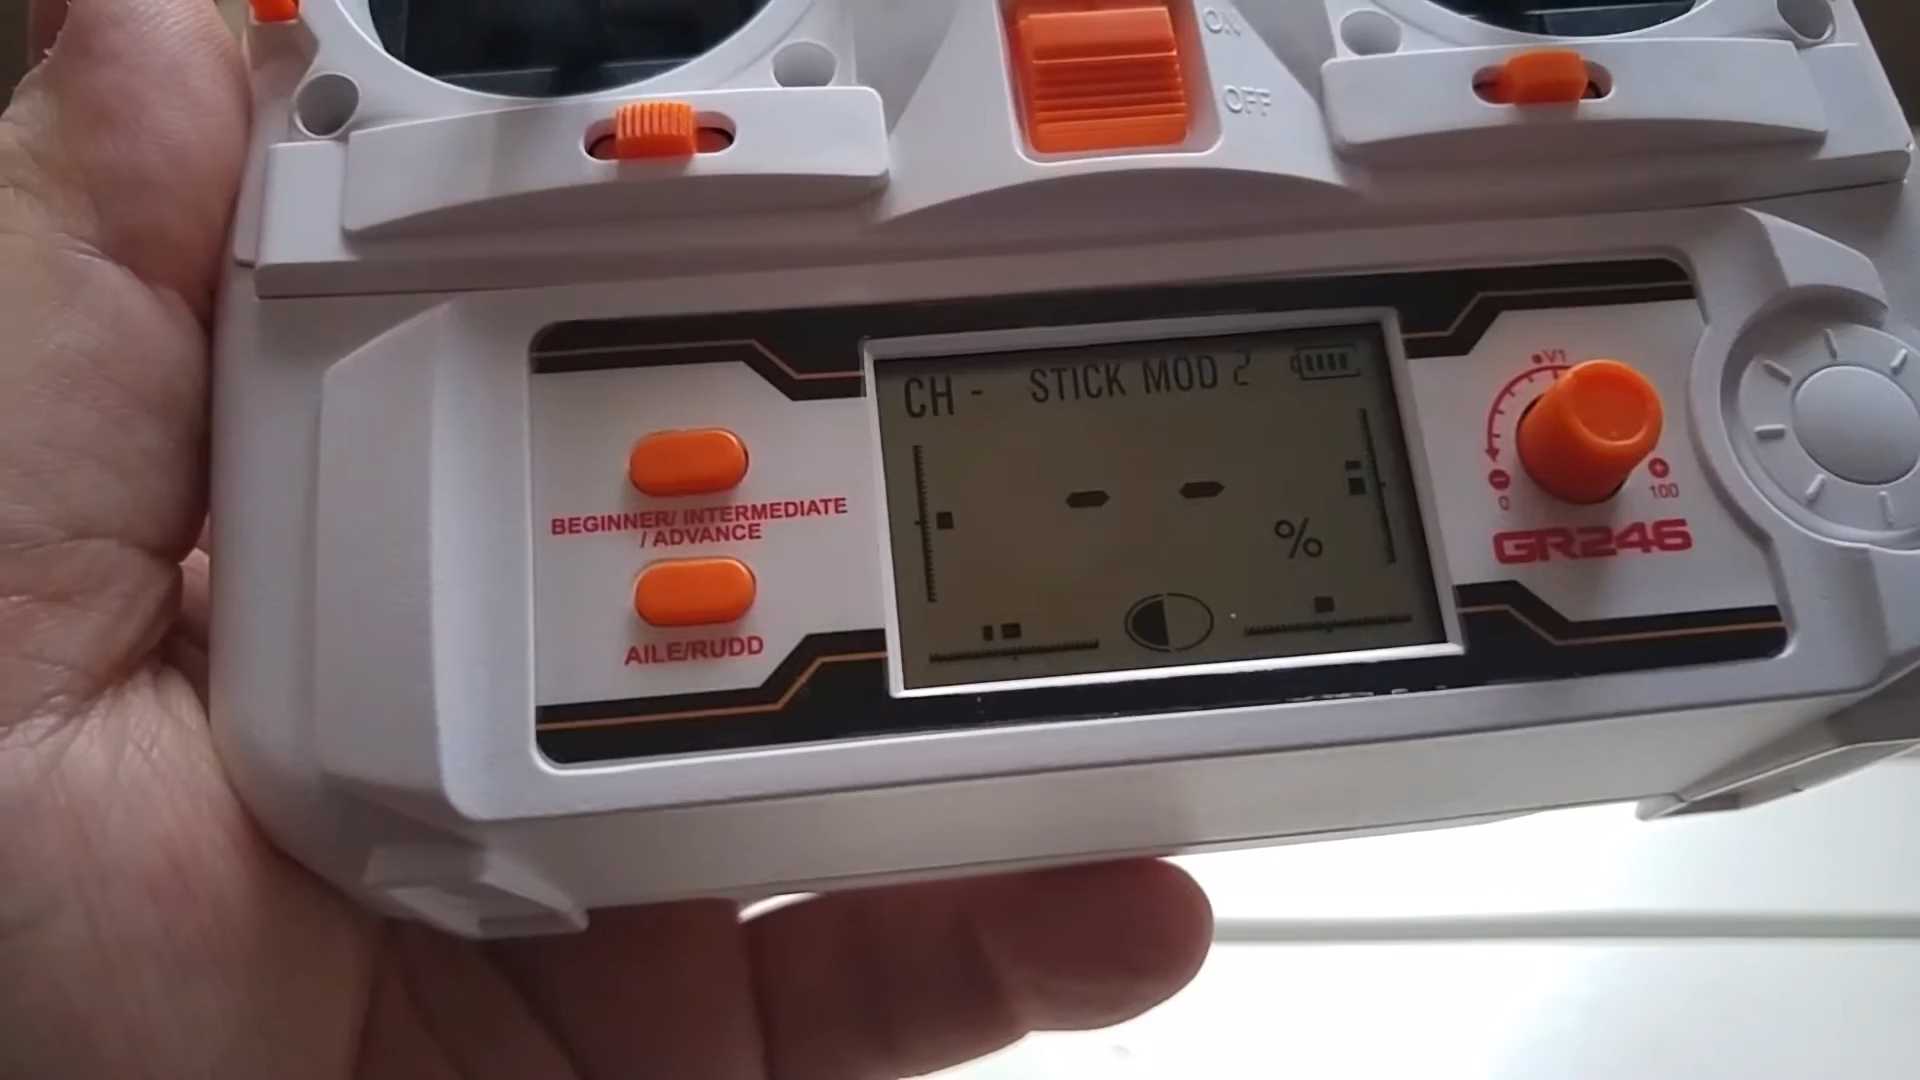 ON
OFF
CH - STICK MOD 2
- - %
BEGINNER/ INTERMEDIATE
/ ADVANCE
AILE/RUDD
V1
- +
0 100
GR246